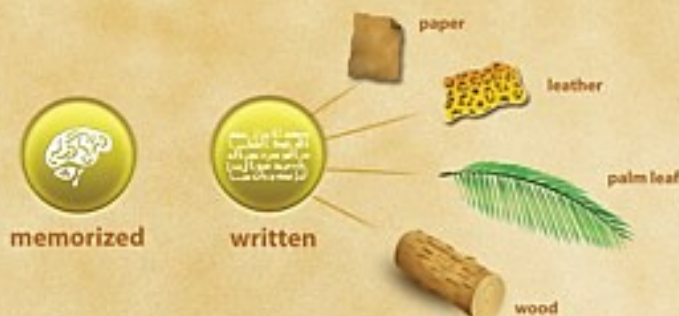 paper
leather
palm leaf
memorized
written
wood